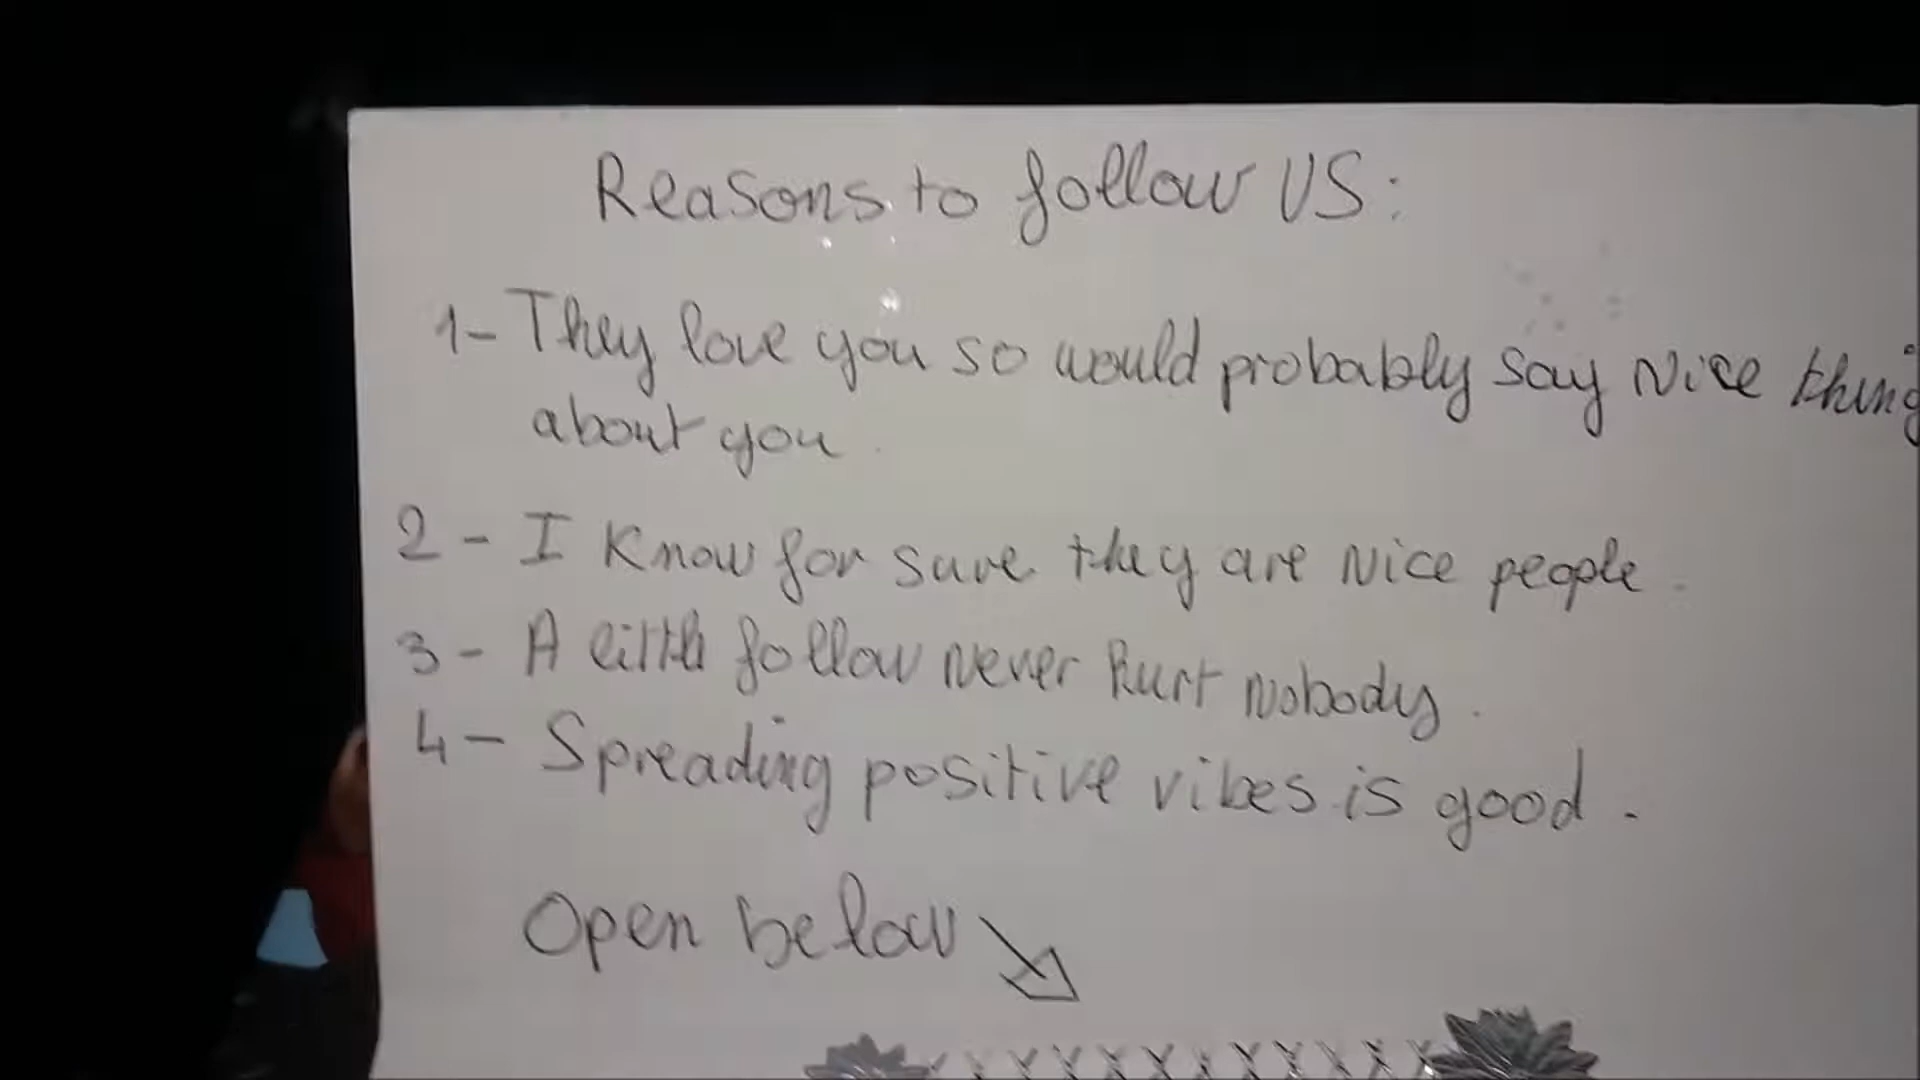 Reasons to follow US:
1- They love you so would probably say Nice thing
about you.
2 - I Know for sure they are Nice people.
3 - A little follow Never hurt Nobody.
4 - Spreading positive vibes is good.
Open below